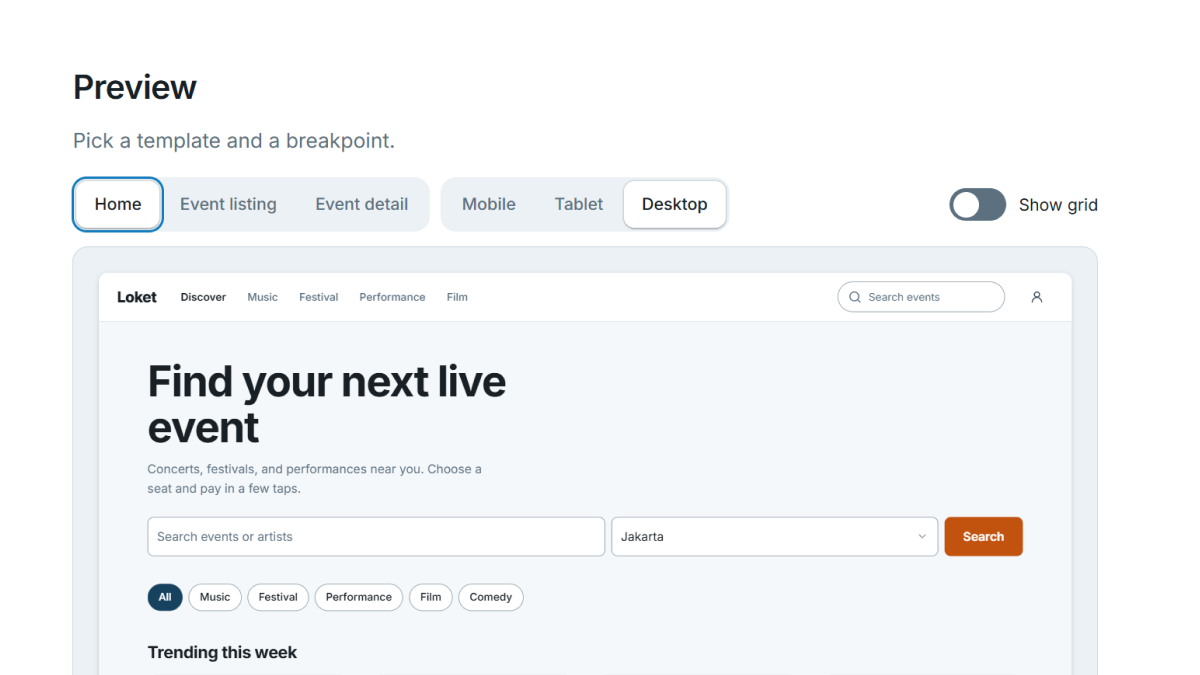 Preview
Pick a template and a breakpoint.
Home Event listing Event detail Mobile Tablet Desktop Show grid
Loket Discover Music Festival Performance Film Search events
Find your next live
event
Concerts, festivals, and performances near you. Choose a
seat and pay in a few taps.
Search events or artists Jakarta Search
All Music Festival Performance Film Comedy
Trending this week